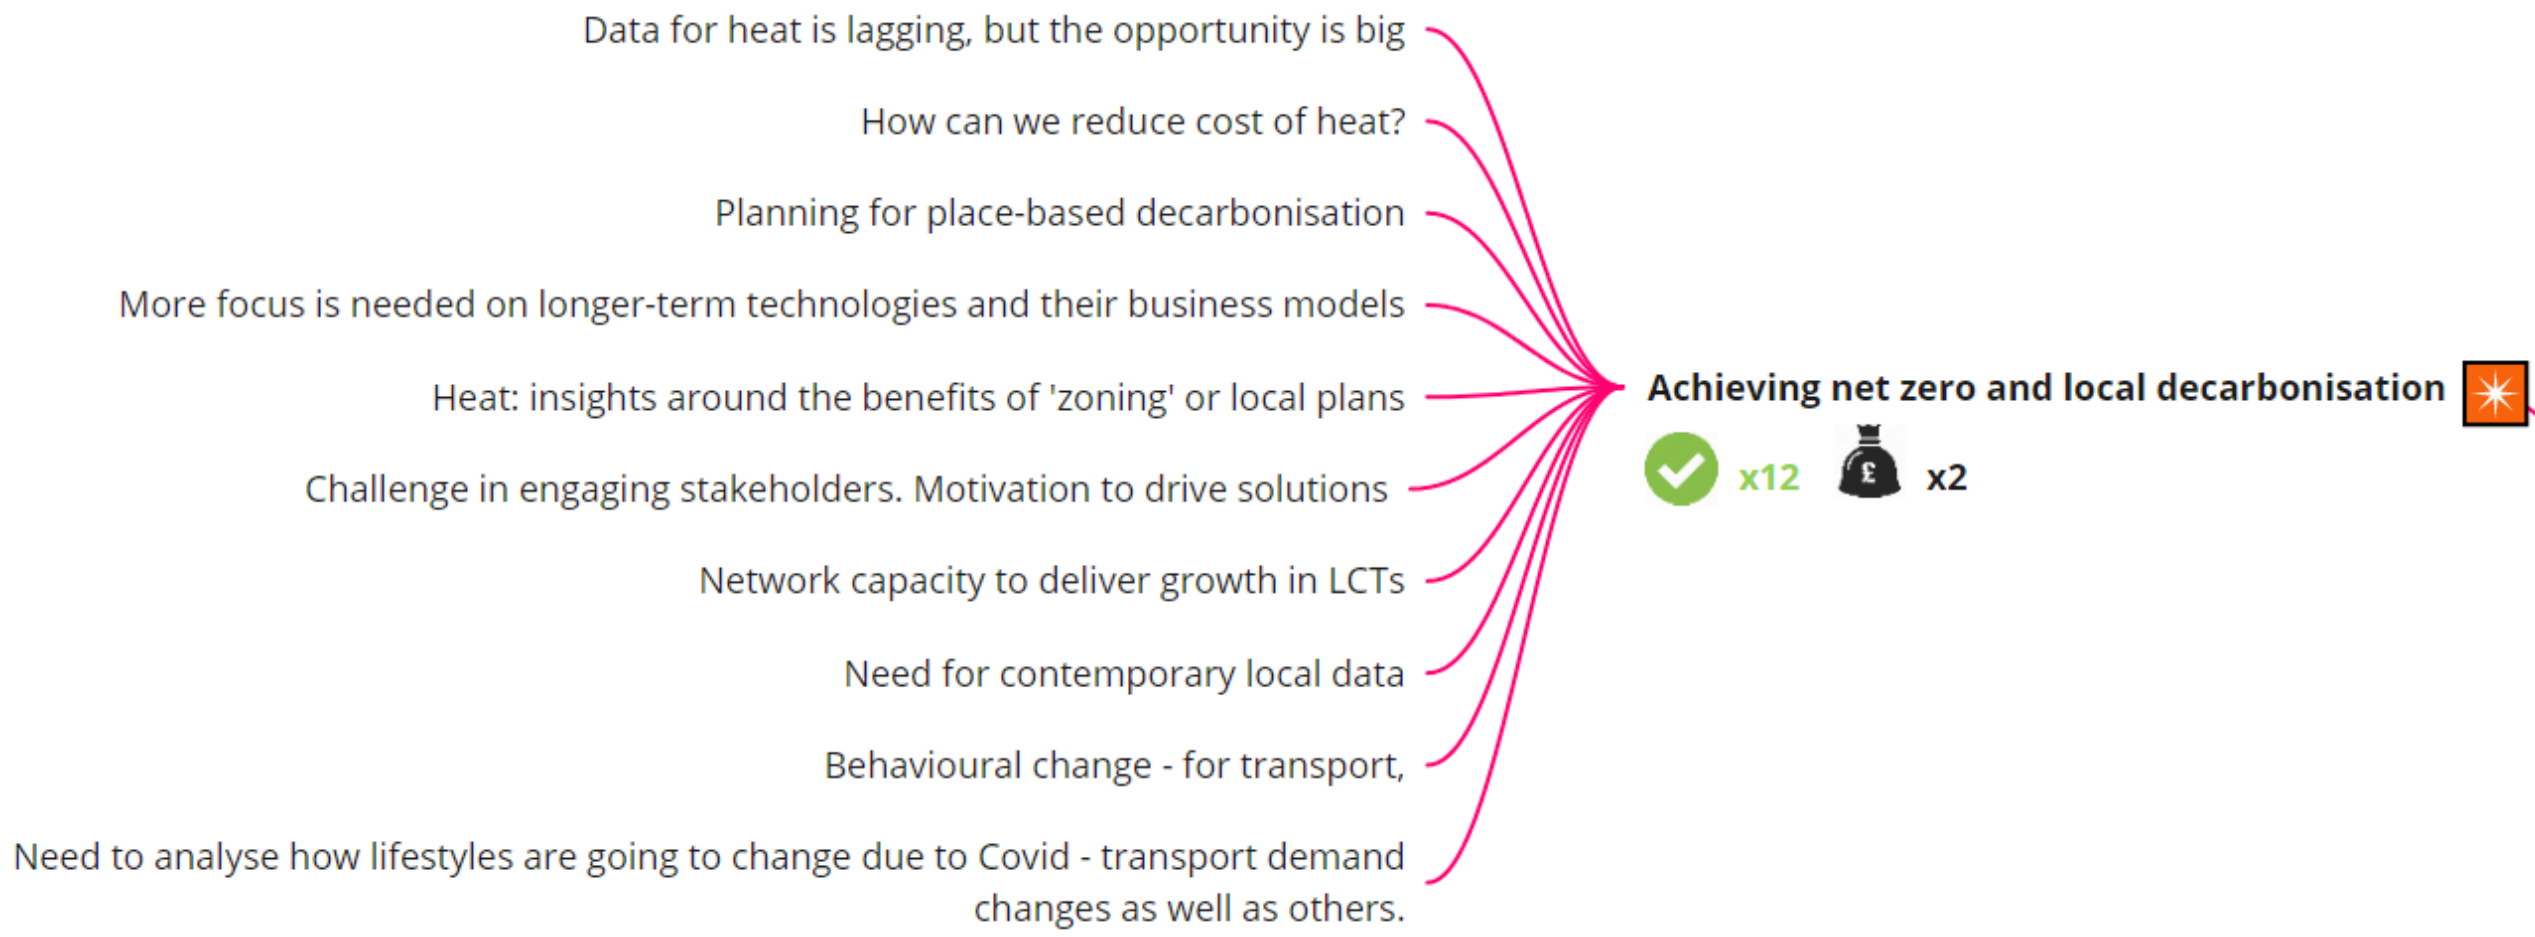 Data for heat is lagging, but the opportunity is big
How can we reduce cost of heat?
Planning for place-based decarbonisation
More focus is needed on longer-term technologies and their business models
Heat: insights around the benefits of 'zoning' or local plans
Challenge in engaging stakeholders. Motivation to drive solutions
Network capacity to deliver growth in LCTs
Need for contemporary local data
Behavioural change - for transport,
Need to analyse how lifestyles are going to change due to Covid - transport demand
changes as well as others.
Achieving net zero and local decarbonisation
x12 £ x2